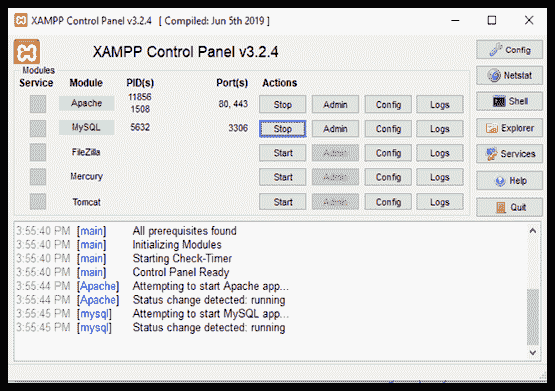 XAMPP Control Panel v3.2.4 [ Compiled: Jun 5th 2019 ]
XAMPP Control Panel v3.2.4
Config
Modules
Service Module PID(s) Port(s) Actions
Netstat
Apache 11856 1508 80, 443 Stop Admin Config Logs
Shell
MySQL 5632 3306 Stop Admin Config Logs
Explorer
FileZilla Start Admin Config Logs
Services
Mercury Start Admin Config Logs
Help
Tomcat Start Admin Config Logs
Quit
3:55:40 PM [main] All prerequisites found
3:55:40 PM [main] Initializing Modules
3:55:40 PM [main] Starting Check-Timer
3:55:40 PM [main] Control Panel Ready
3:55:44 PM [Apache] Attempting to start Apache app...
3:55:44 PM [Apache] Status change detected: running
3:55:45 PM [mysql] Attempting to start MySQL app...
3:55:45 PM [mysql] Status change detected: running